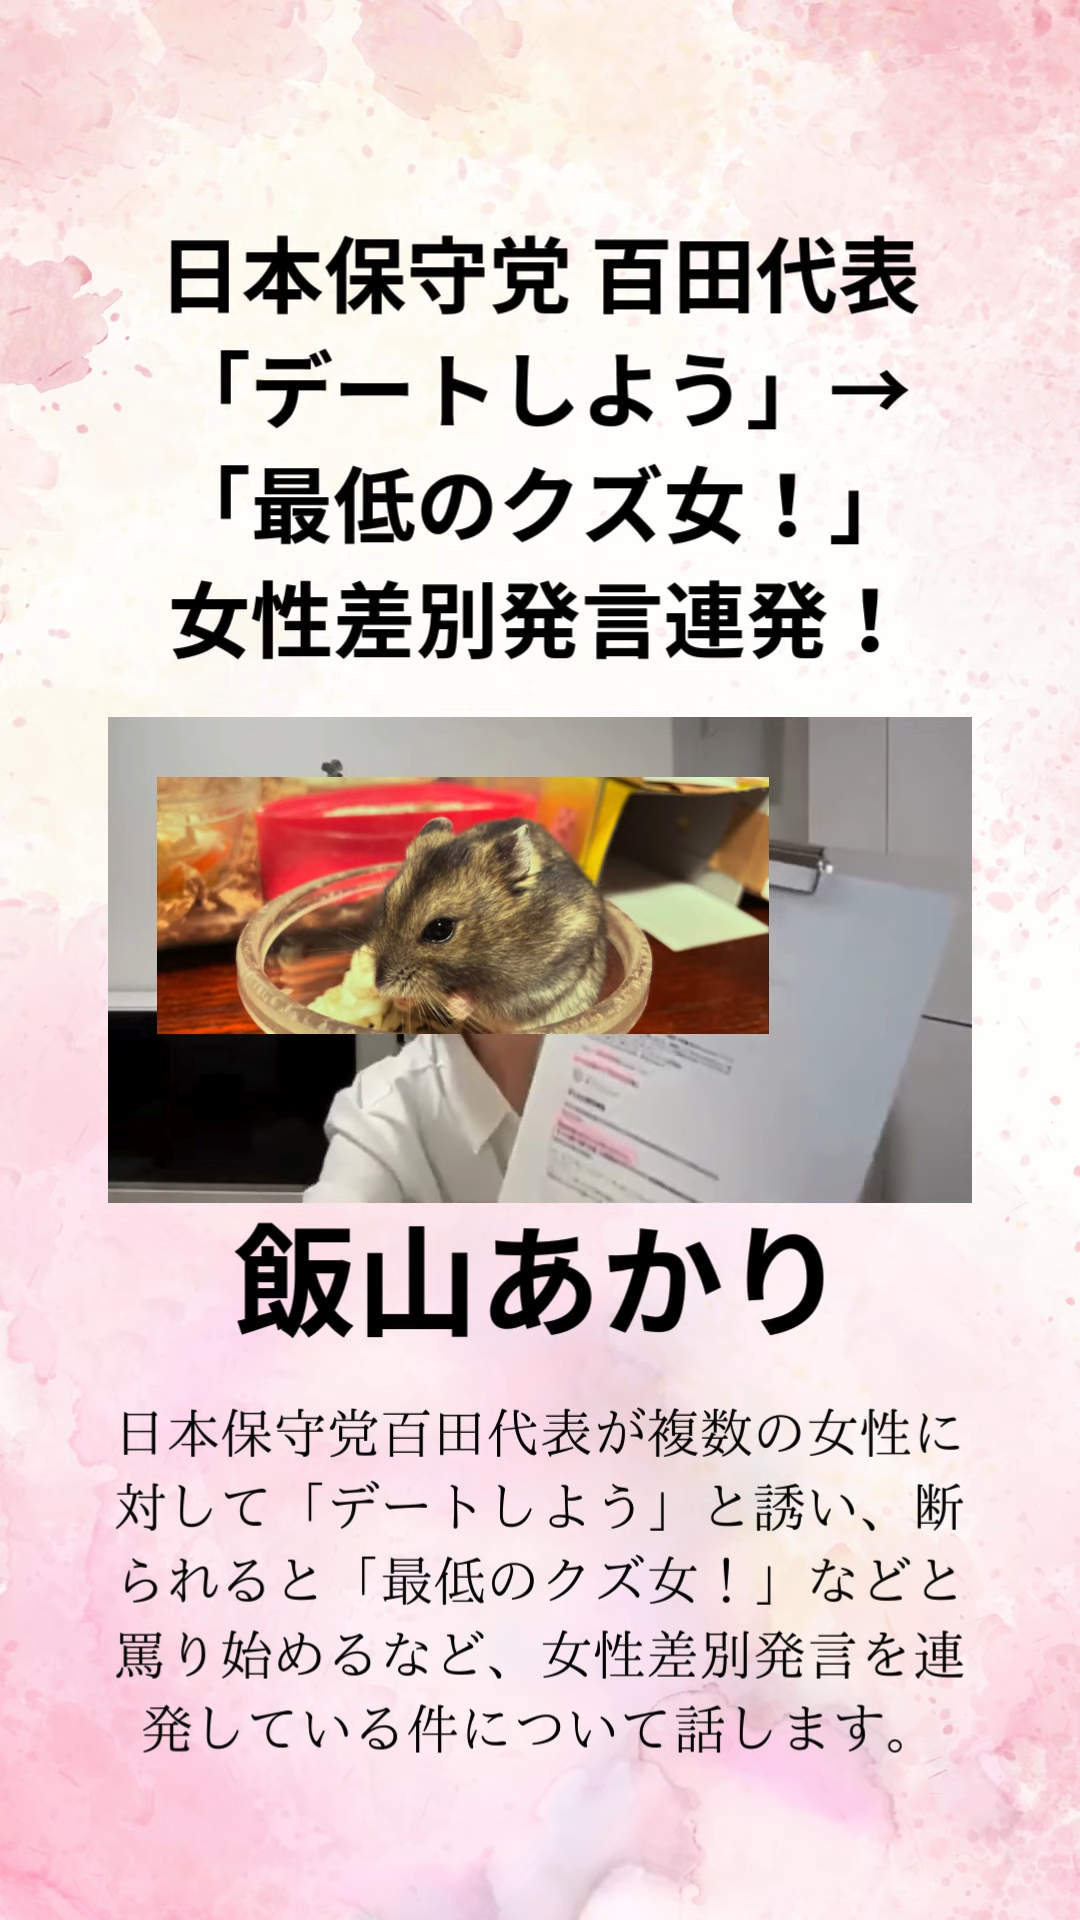 日本保守党 百田代表
「デートしよう」→
「最低のクズ女！」
女性差別発言連発！
飯山あかり
日本保守党百田代表が複数の女性に
対して「デートしよう」と誘い、断
られると「最低のクズ女！」などと
罵り始めるなど、女性差別発言を連
発している件について話します。